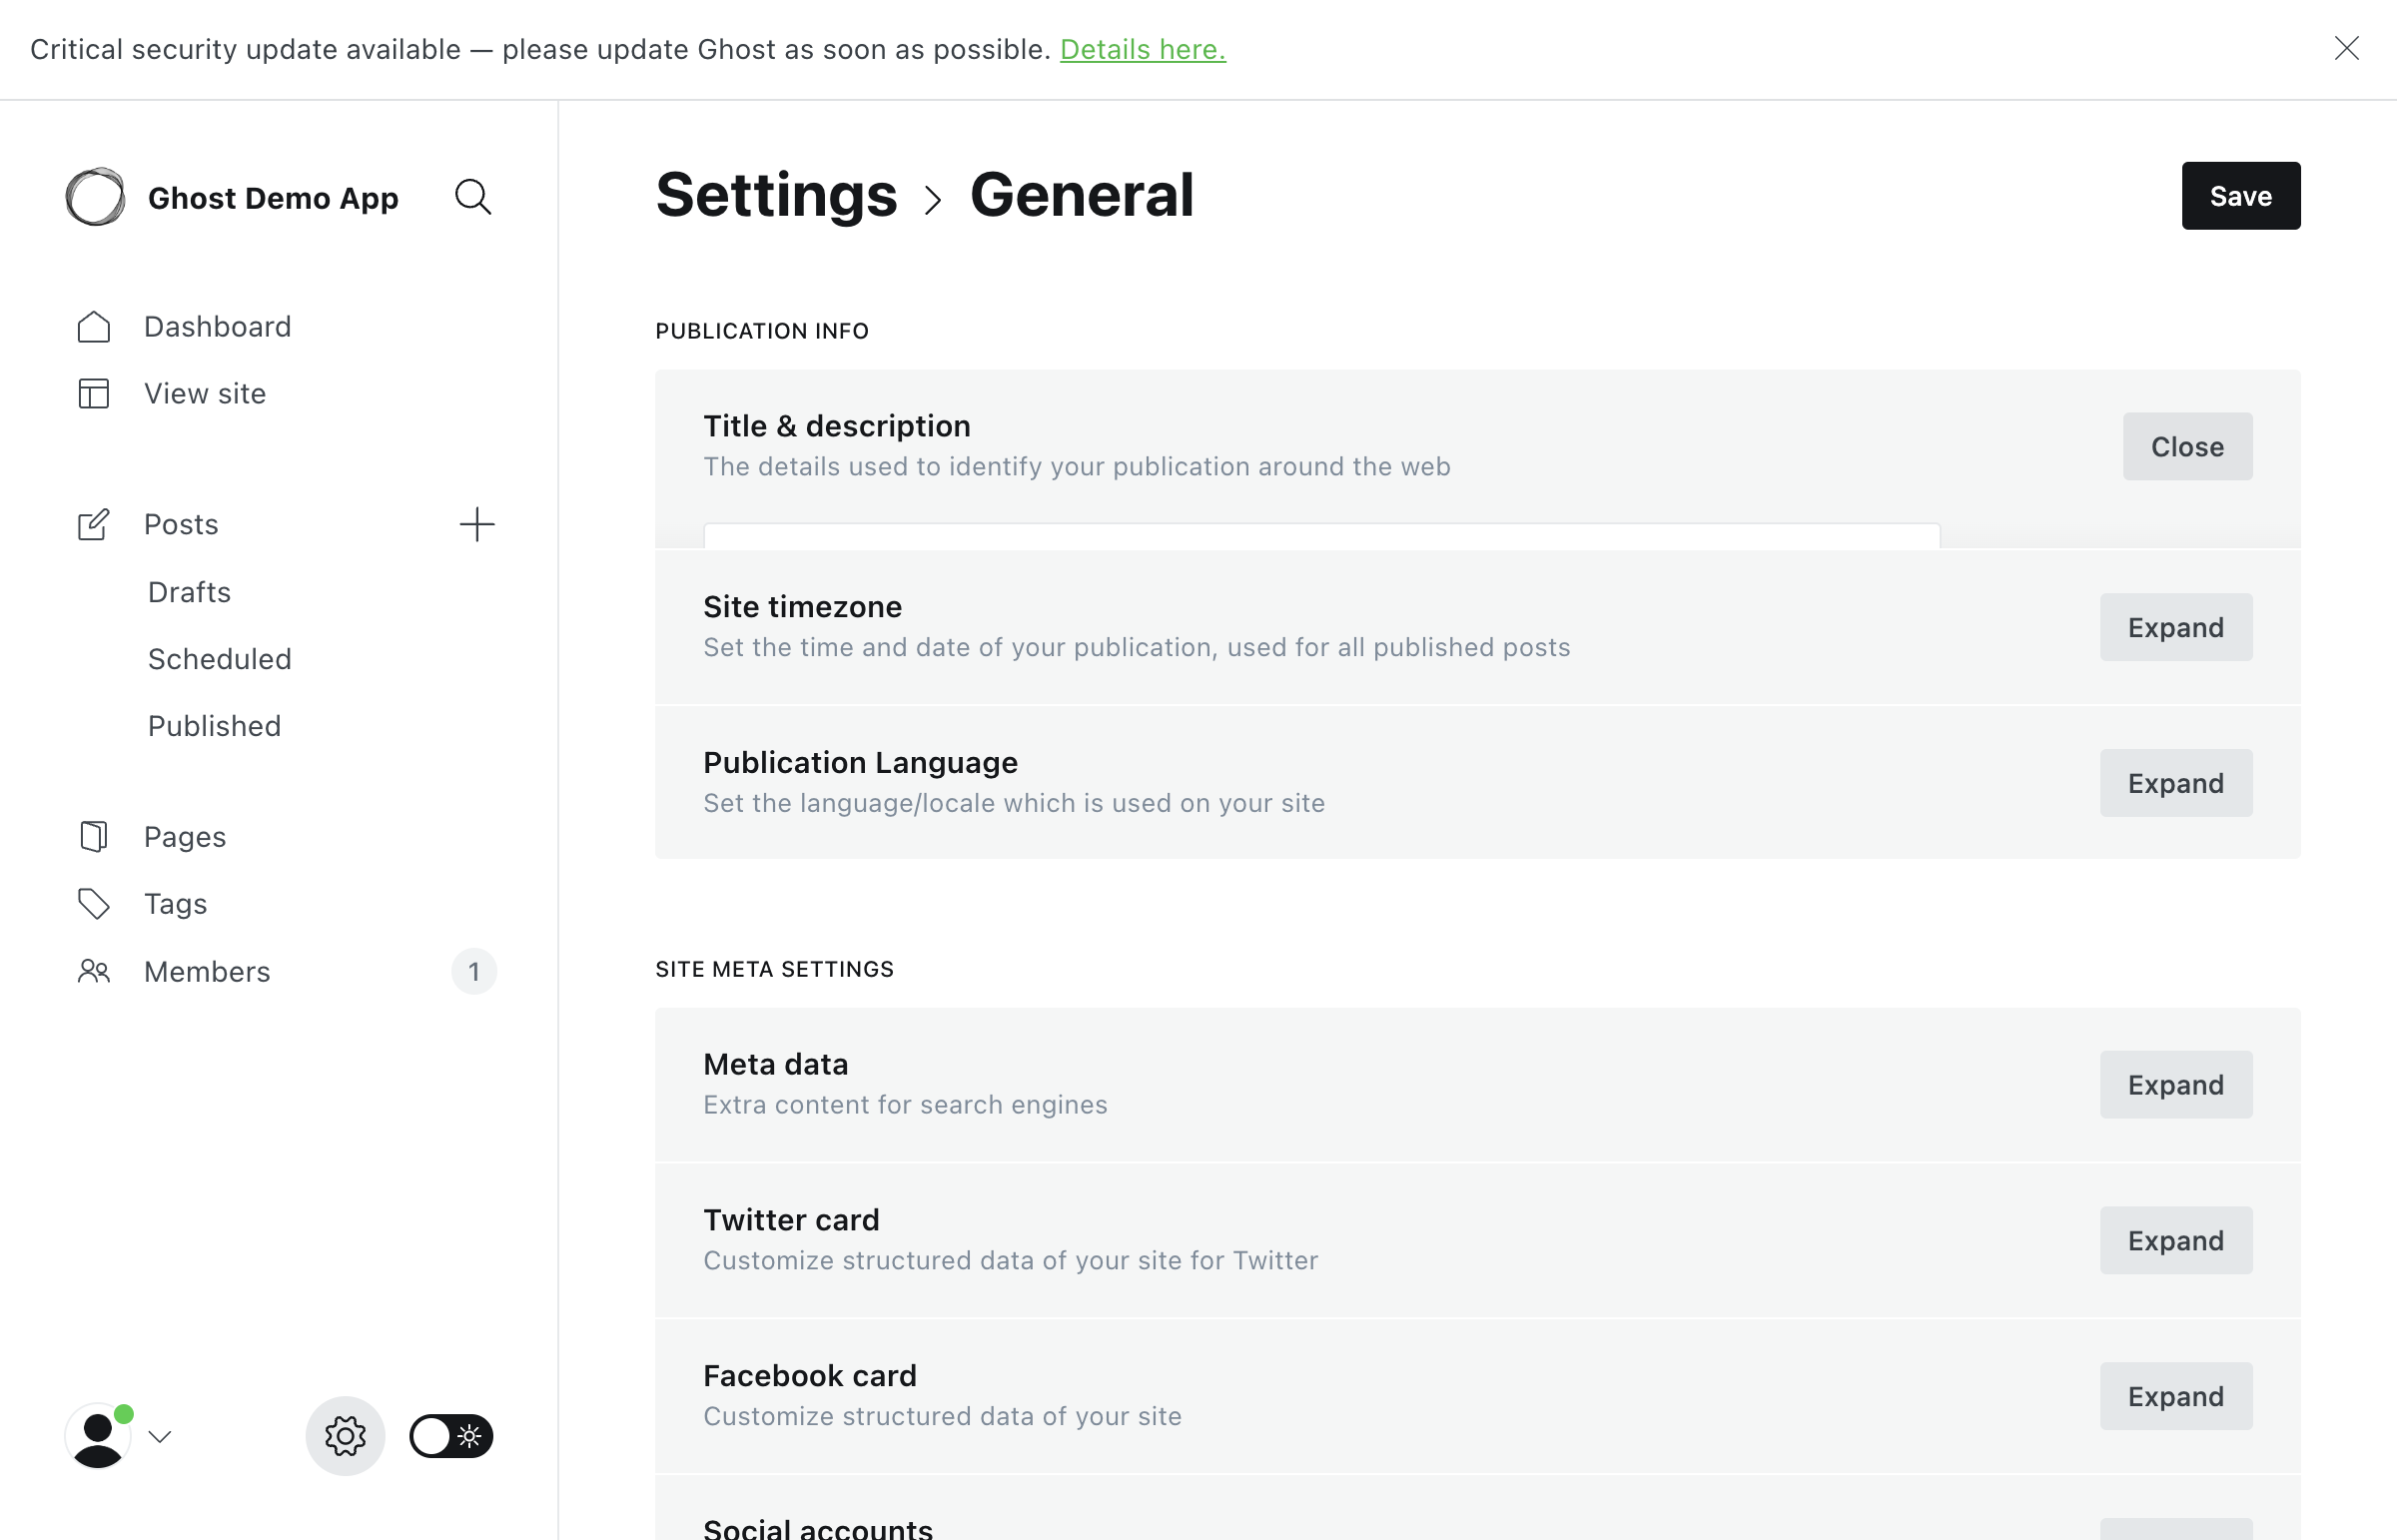 Critical security update available — please update Ghost as soon as possible. Details here.
Ghost Demo App
Dashboard
View site
Posts
Drafts
Scheduled
Published
Pages
Tags
Members 1
Settings > General
Save
PUBLICATION INFO
Title & description
The details used to identify your publication around the web
Close
Site timezone
Set the time and date of your publication, used for all published posts
Expand
Publication Language
Set the language/locale which is used on your site
Expand
SITE META SETTINGS
Meta data
Extra content for search engines
Expand
Twitter card
Customize structured data of your site for Twitter
Expand
Facebook card
Customize structured data of your site
Expand
Social accounts